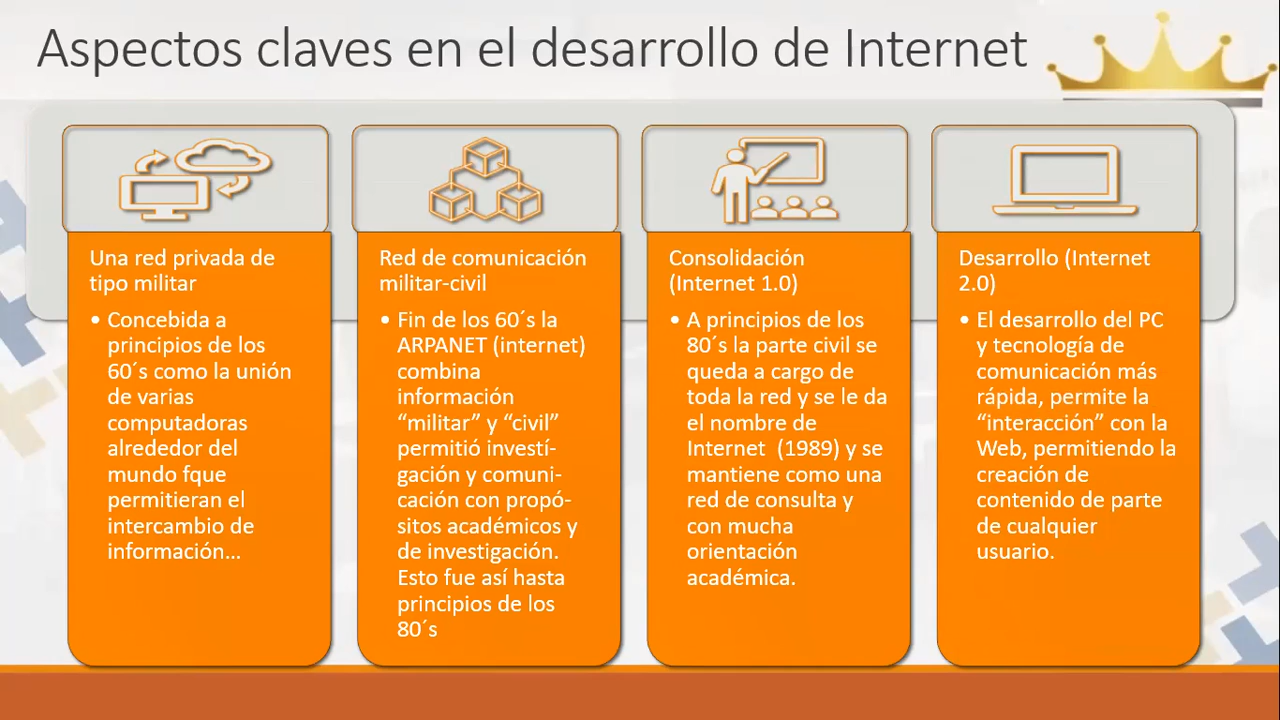 Aspectos claves en el desarrollo de Internet
Una red privada de
tipo militar
• Concebida a
principios de los
60´s como la unión
de varias
computadoras
alrededor del
mundo fque
permitieran el
intercambio de
información…
Red de comunicación
militar-civil
• Fin de los 60´s la
ARPANET (internet)
combina
información
“militar” y “civil”
permitió investí-
gación y comuni-
cación con propó-
sitos académicos y
de investigación.
Esto fue así hasta
principios de los
80´s
Consolidación
(Internet 1.0)
• A principios de los
80´s la parte civil se
queda a cargo de
toda la red y se le da
el nombre de
Internet  (1989) y se
mantiene como una
red de consulta y
con mucha
orientación
académica.
Desarrollo (Internet
2.0)
• El desarrollo del PC
y tecnología de
comunicación más
rápida, permite la
“interacción” con la
Web, permitiendo la
creación de
contenido de parte
de cualquier
usuario.